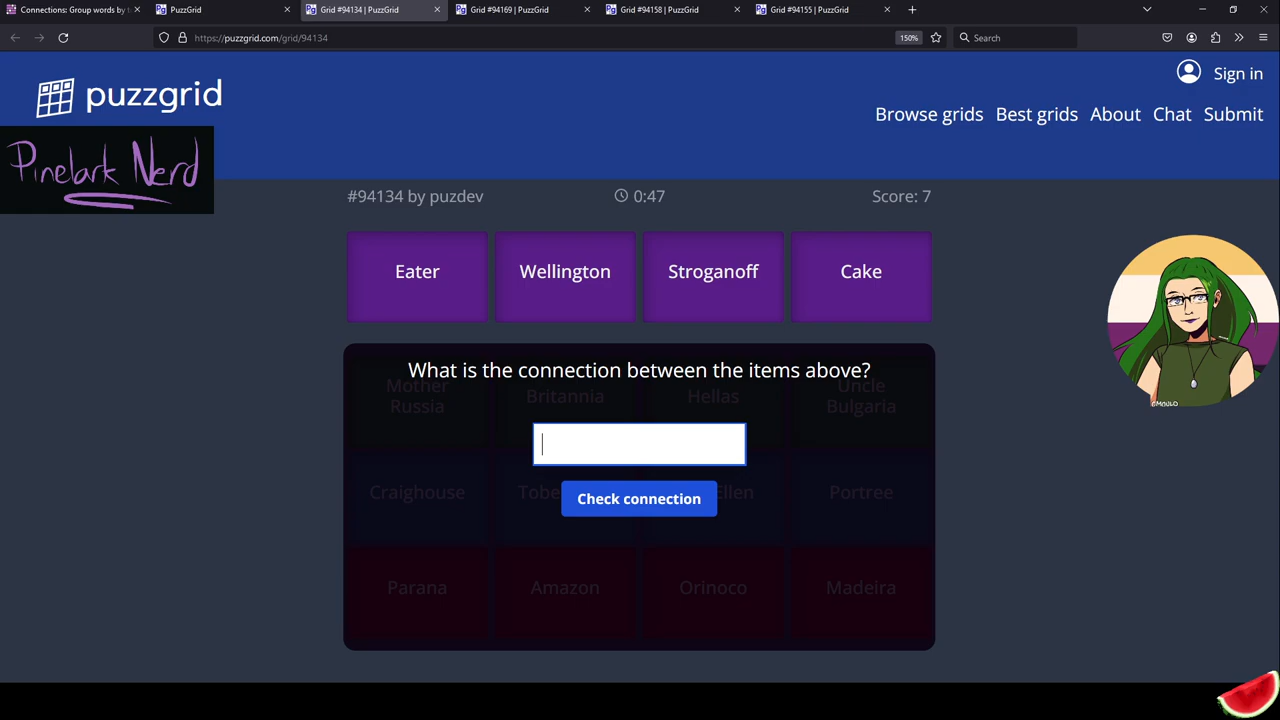 Connections: Group words by t
PuzzGrid
Grid #94134 | PuzzGrid
Grid #94169 | PuzzGrid
Grid #94158 | PuzzGrid
Grid #94155 | PuzzGrid
https://puzzgrid.com/grid/94134
150%
Search
puzzgrid
Sign in
Browse grids Best grids About Chat Submit
Pinelark Nerd
#94134 by puzdev
0:47
Score: 7
Eater Wellington Stroganoff Cake
What is the connection between the items above?
Mother Russia Britannia Hellas Uncle Bulgaria
Craighouse Tobe Ellen Portree
Check connection
Parana Amazon Orinoco Madeira